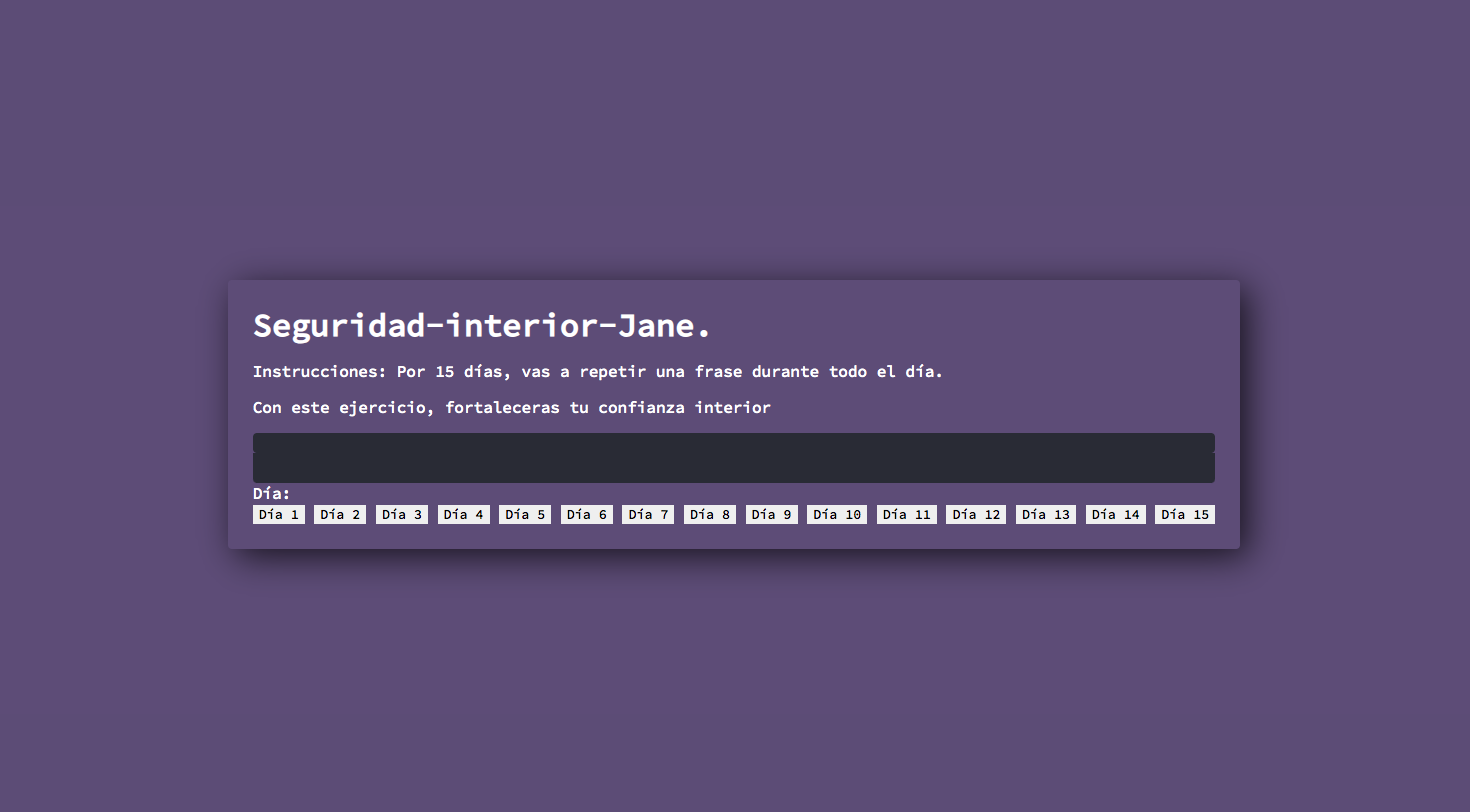 Seguridad-interior-Jane.
Instrucciones: Por 15 días, vas a repetir una frase durante todo el día.
Con este ejercicio, fortaleceras tu confianza interior
Día:
Día 1 Día 2 Día 3 Día 4 Día 5 Día 6 Día 7 Día 8 Día 9 Día 10 Día 11 Día 12 Día 13 Día 14 Día 15